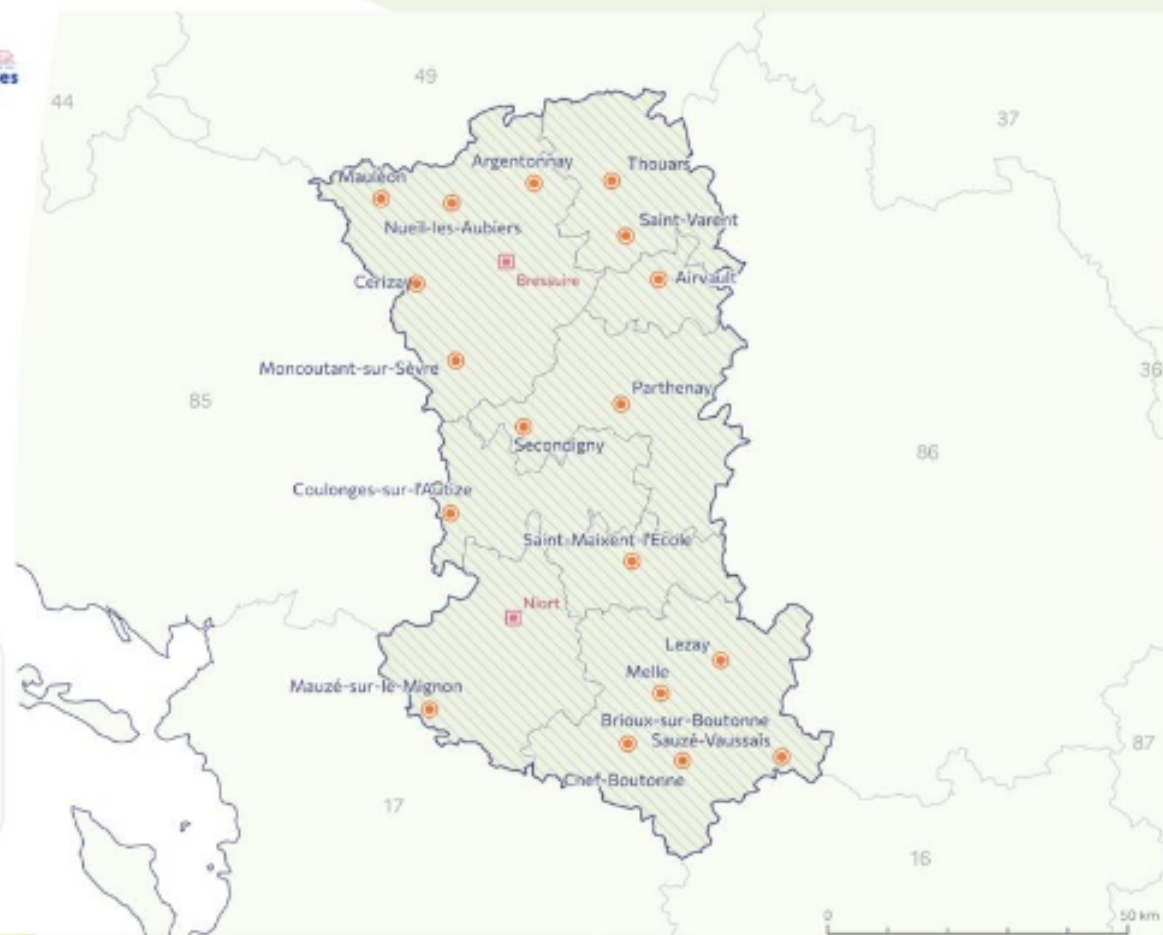 es
44
49
37
Argentonnay
Thouars
Mauléon
Nueil-les-Aubiers
Saint-Varent
Bressuire
Airvault
Cerizay
Moncoutant-sur-Sèvre
36
Parthenay
85
Secondigny
86
Coulonges-sur-l'Autize
Saint-Maixent-l'École
Niort
Lezay
Melle
Mauzé-sur-le-Mignon
Brioux-sur-Boutonne
Sauzé-Vaussais
87
Chef-Boutonne
17
16
0
50 km